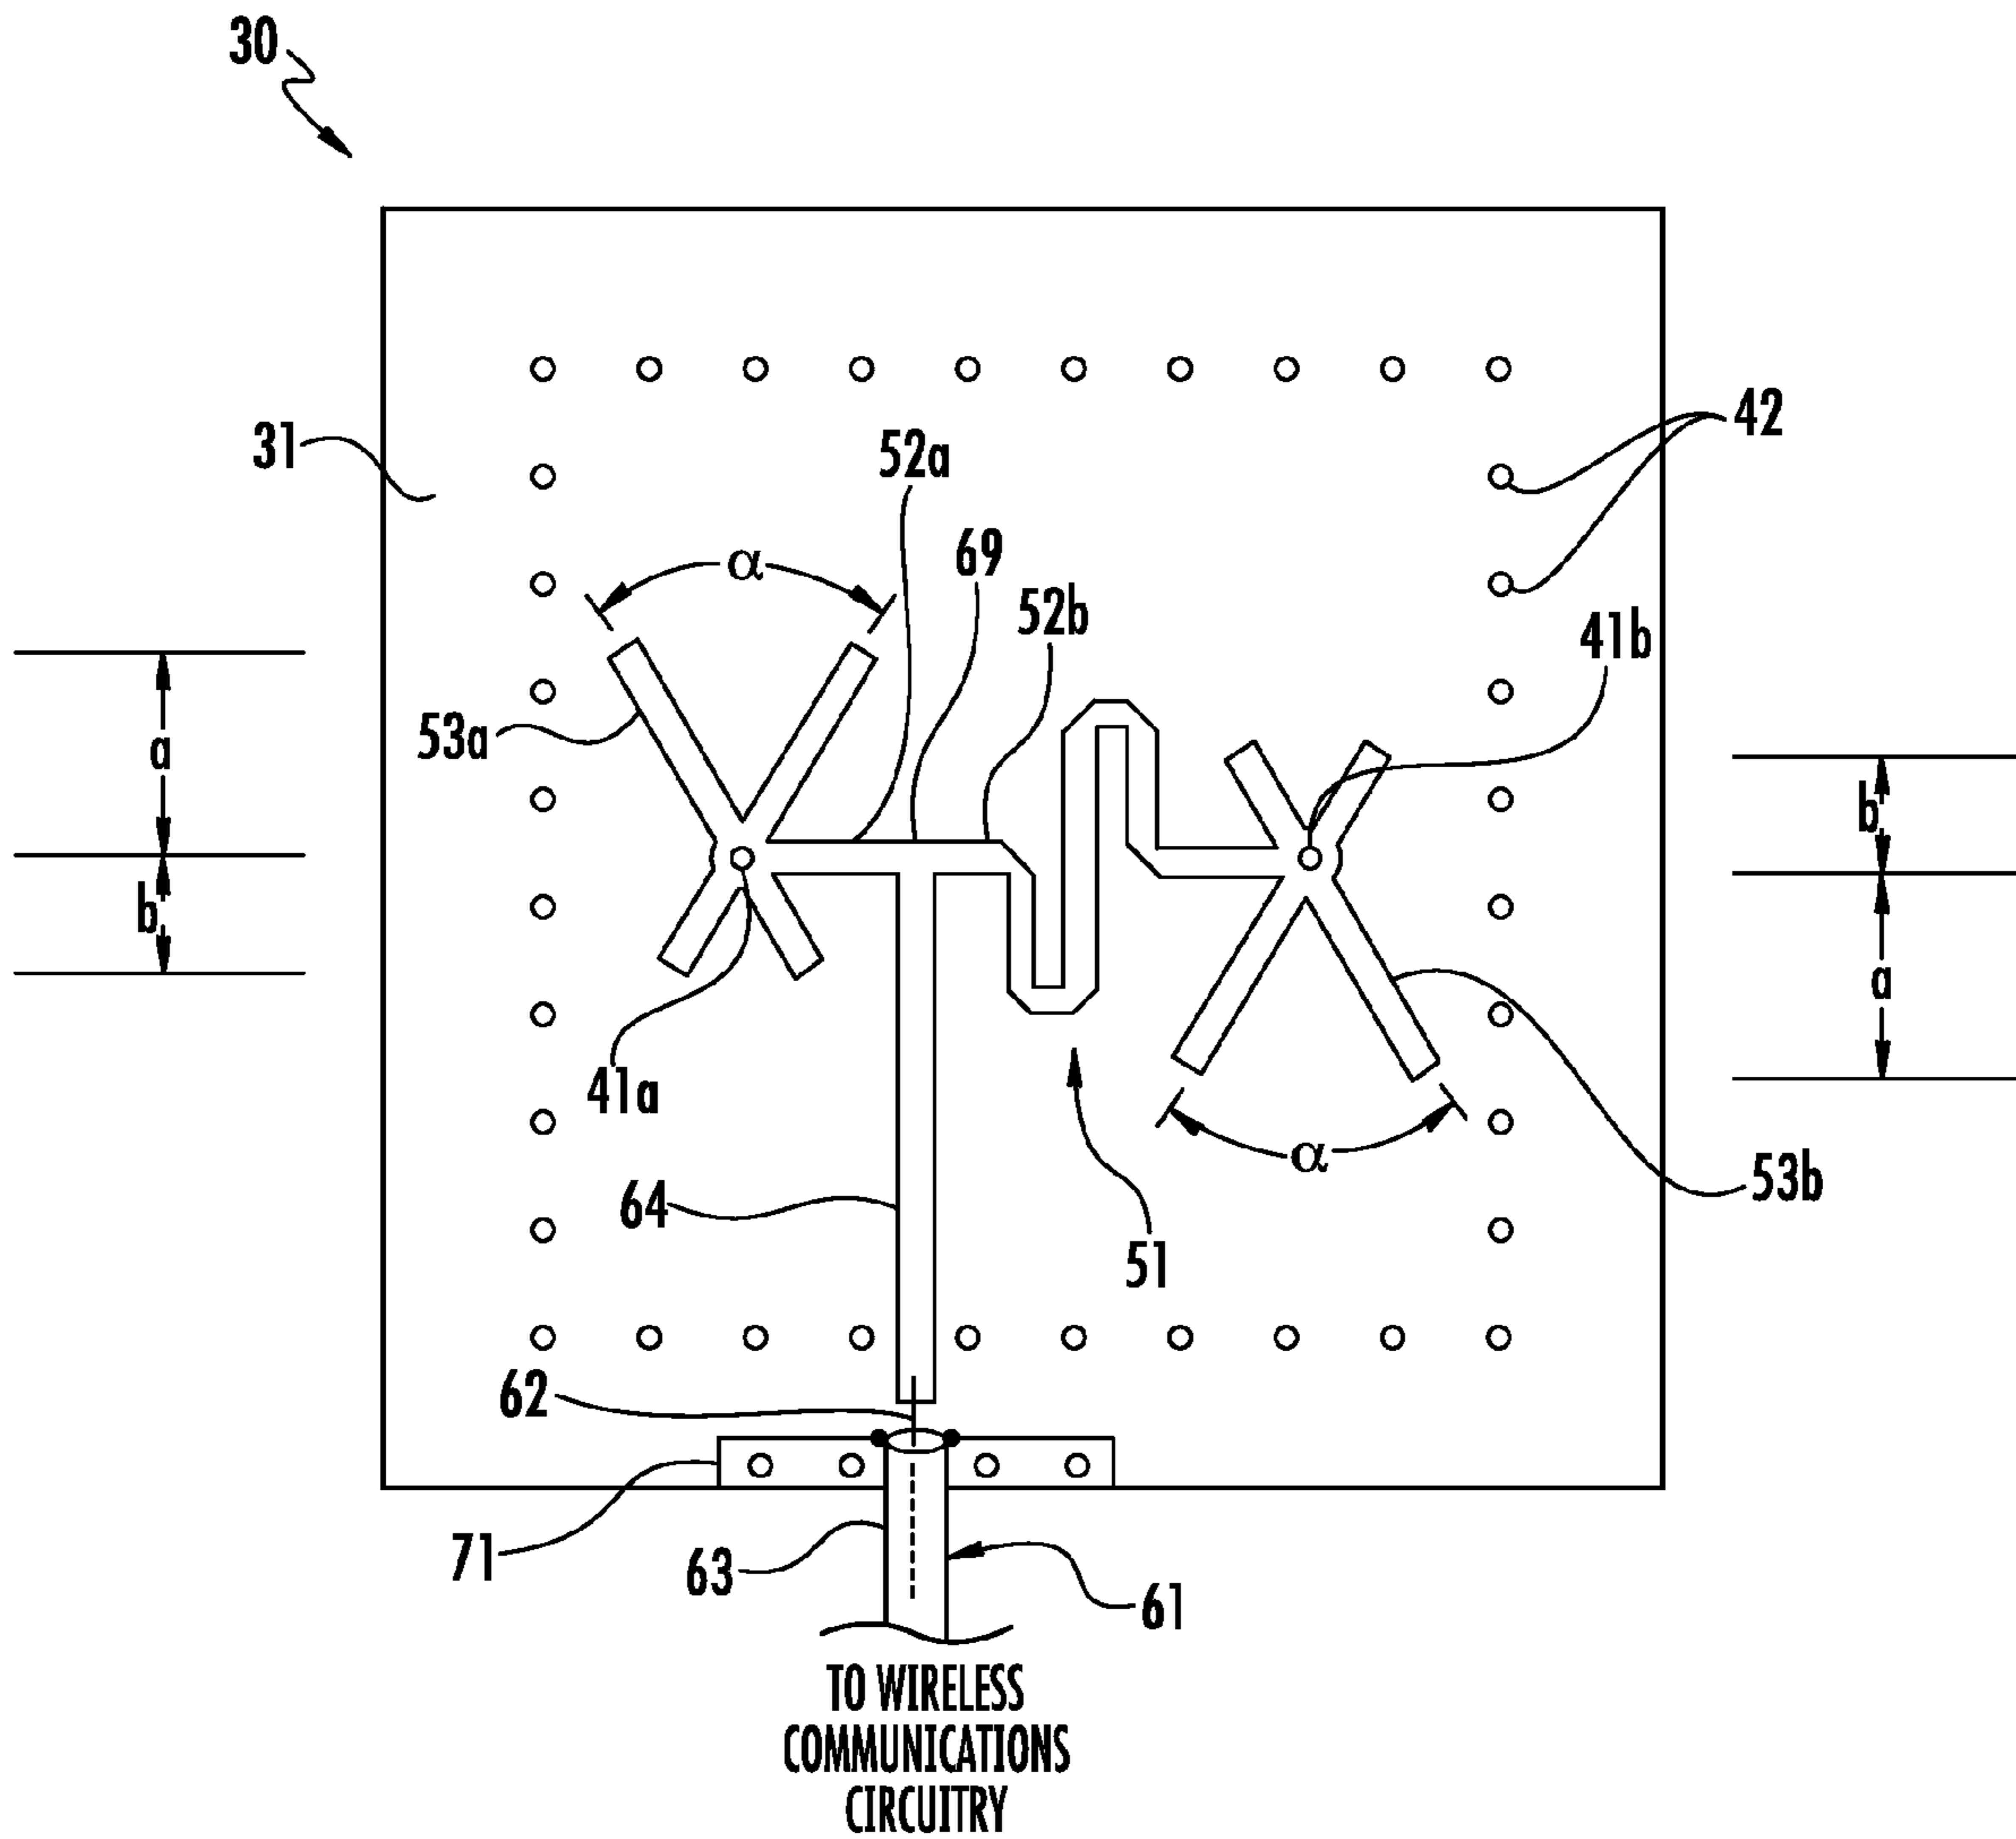 30
42
31
52a
69
α
52b
41b
53a
a
b
b
a
41a
α
53b
64
51
62
71
63
61
TO WIRELESS
COMMUNICATIONS
CIRCUITRY